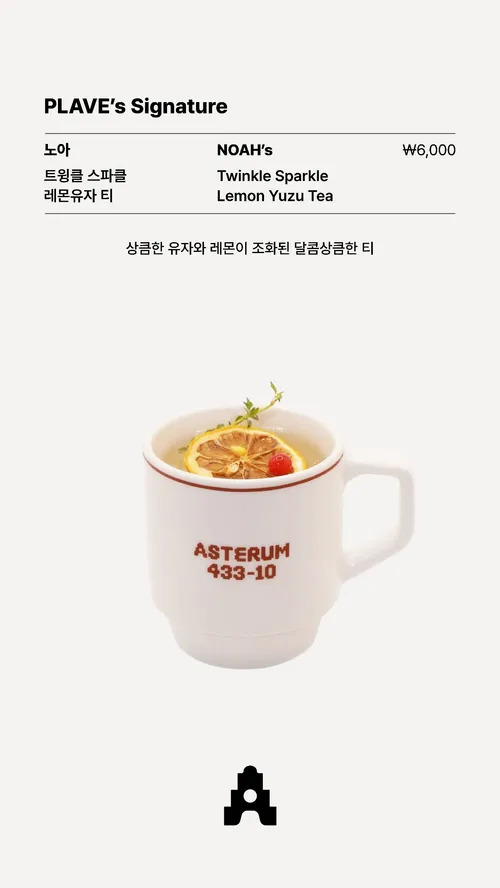 PLAVE’s Signature
노아 NOAH’s ₩6,000
트윙클 스파클 Twinkle Sparkle
레몬유자 티 Lemon Yuzu Tea
상큼한 유자와 레몬이 조화된 달콤상큼한 티
ASTERUM
433-10